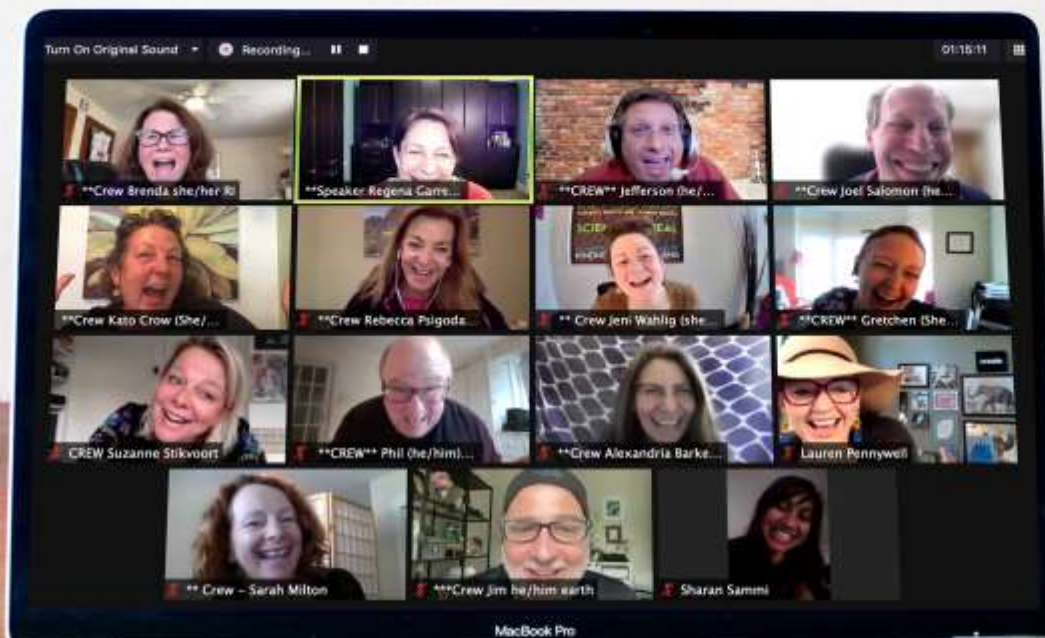 Turn On Original Sound
Recording...
01:15:11
**Crew Brenda she/her RI
**Speaker Regena Garre...
**CREW** Jefferson (he/...
**Crew Joel Salomon (he...
**Crew Kato Crow (She/...
**Crew Rebecca Psigoda...
** Crew Jeni Wahlig (she...
**CREW** Gretchen (She...
CREW Suzanne Stikvoort
**CREW** Phil (he/him)...
**Crew Alexandria Barke...
Lauren Pennywell
** Crew – Sarah Milton
***Crew Jim he/him earth
Sharan Sammi
MacBook Pro